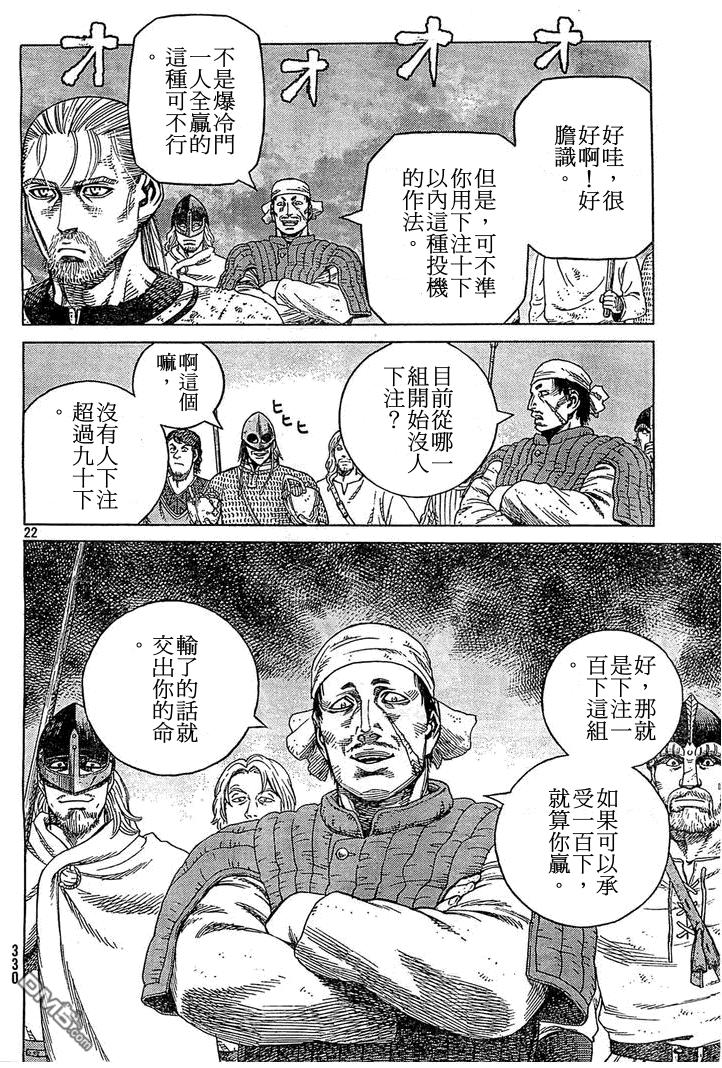 オ オ オ オ
好哇，很
好啊！好
膽識。
但是，可不準
你用下注十下
以內這種投機
的作法。
不是爆冷門
一人全贏的
這種可不行
。
目前從哪一
組開始沒人
下注？
ヒヒヒ
啊這個
嘛，
沒有人下注
超過九十下
。
22
好，那就
是下注一
百下這組
。
如果可以承
受一百下，
就算你贏。
輸了的話就
交出你的命
。
330